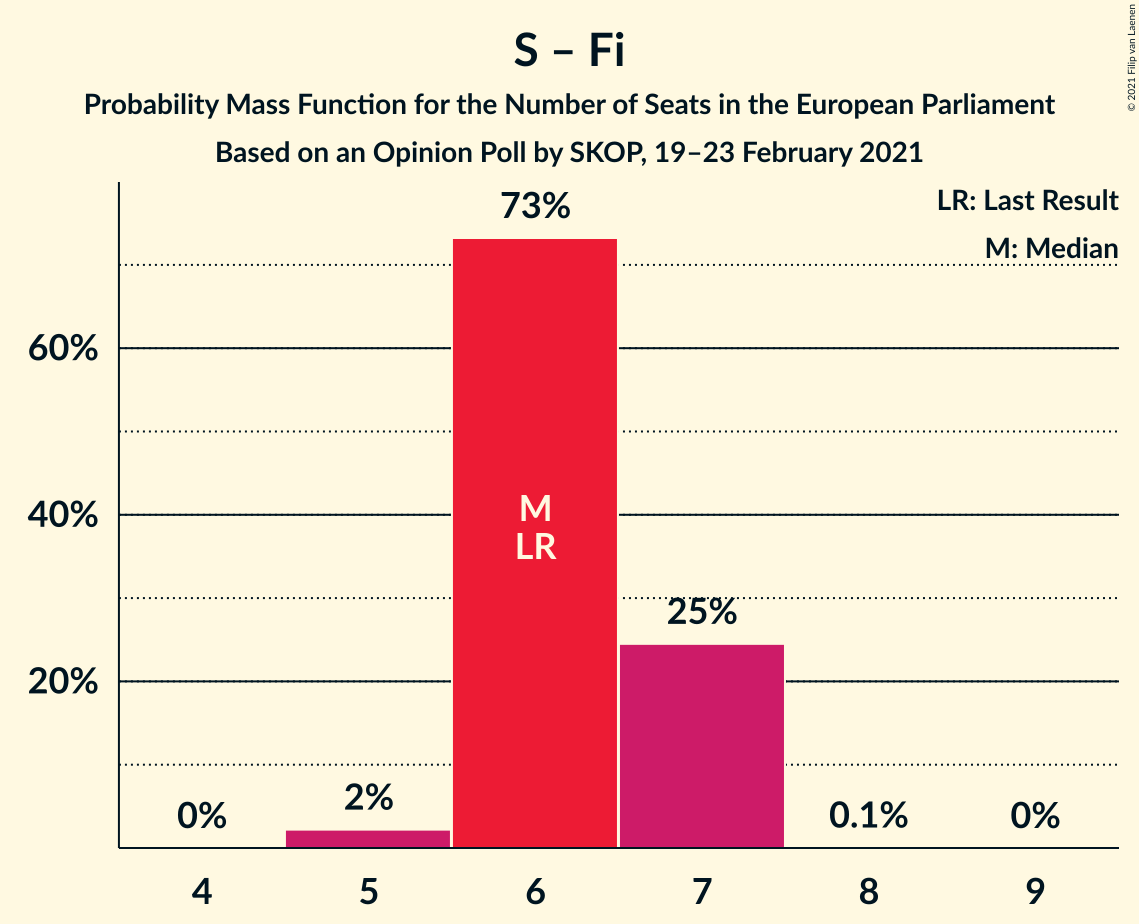 S – Fi
Probability Mass Function for the Number of Seats in the European Parliament
Based on an Opinion Poll by SKOP, 19–23 February 2021
© 2021 Filip van Laenen
LR: Last Result
M: Median
73%
60%
40%
20%
M
LR
25%
2%
0%
0.1%
0%
4 5 6 7 8 9